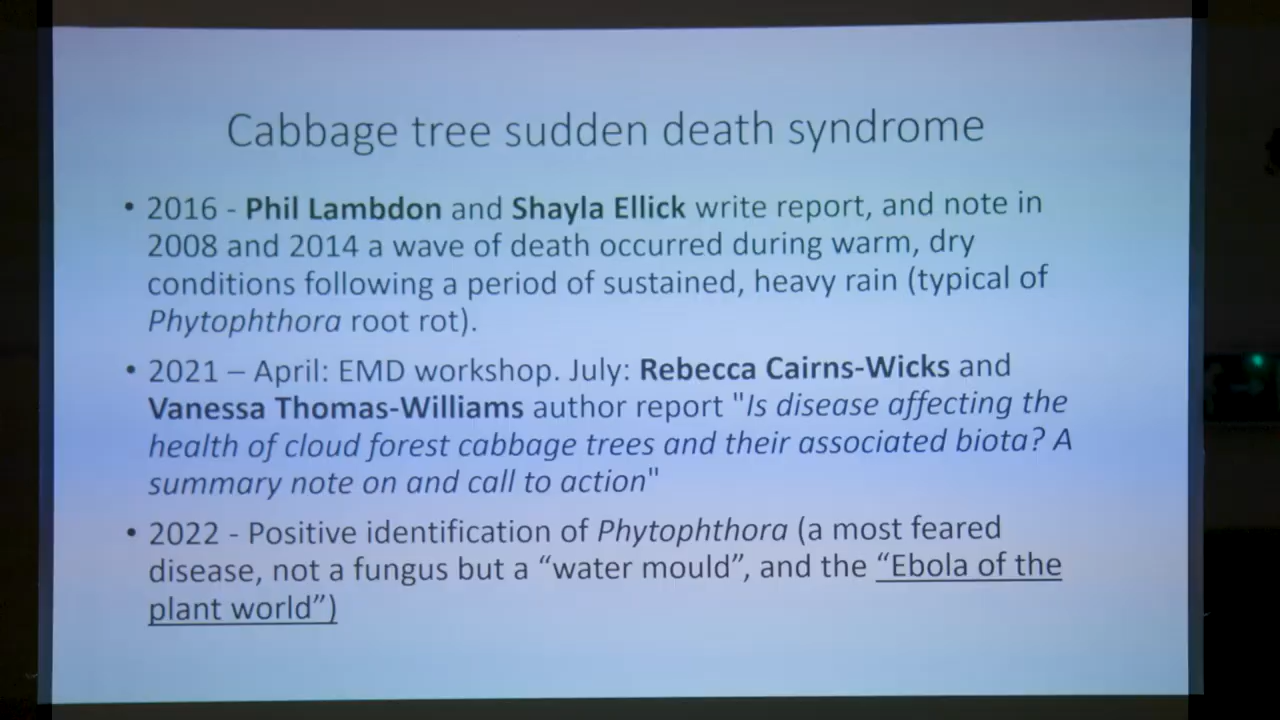 Cabbage tree sudden death syndrome
• 2016 - Phil Lambdon and Shayla Ellick write report, and note in
2008 and 2014 a wave of death occurred during warm, dry
conditions following a period of sustained, heavy rain (typical of
Phytophthora root rot).
• 2021 – April: EMD workshop. July: Rebecca Cairns-Wicks and
Vanessa Thomas-Williams author report "Is disease affecting the
health of cloud forest cabbage trees and their associated biota? A
summary note on and call to action"
• 2022 - Positive identification of Phytophthora (a most feared
disease, not a fungus but a “water mould”, and the “Ebola of the
plant world”)